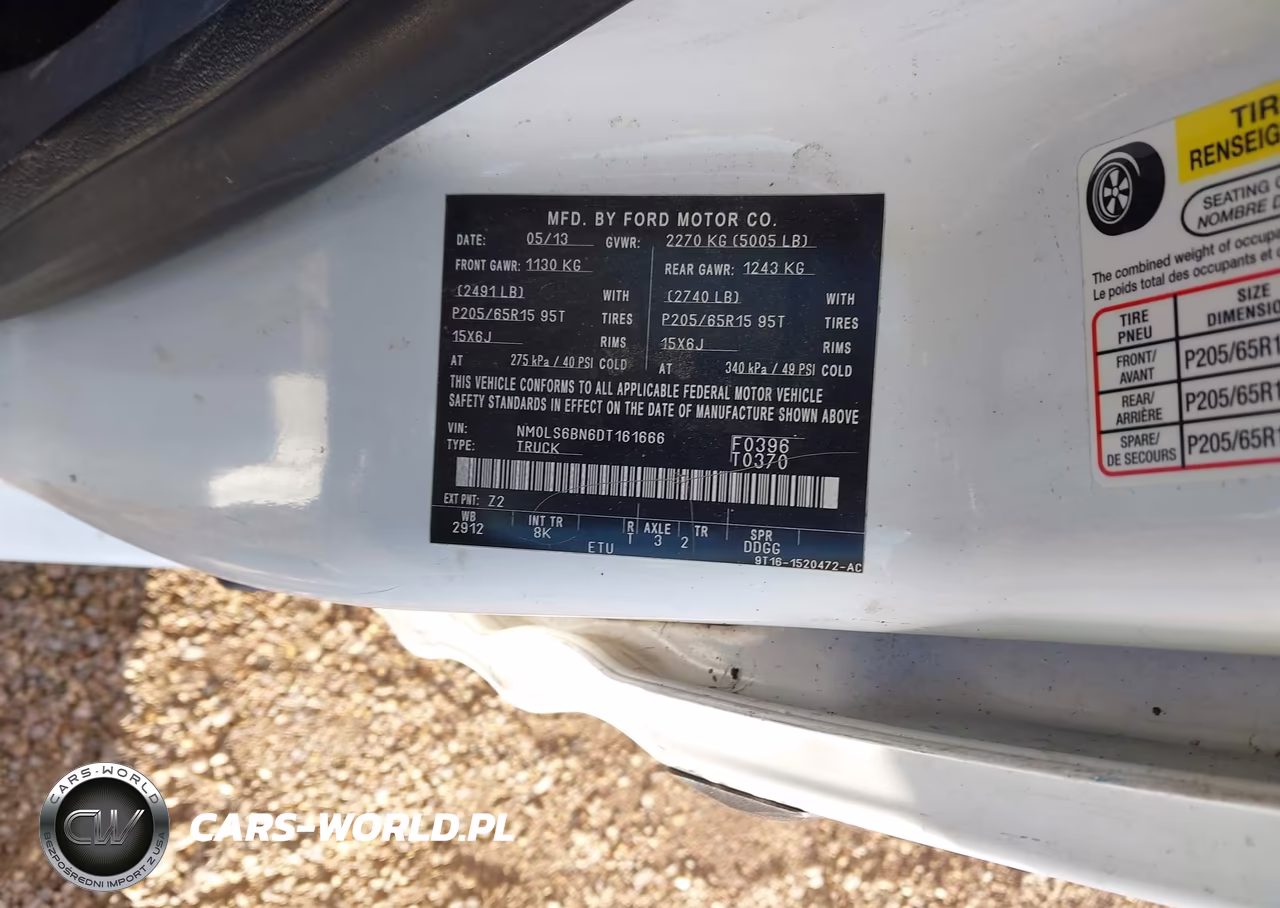 MFD. BY FORD MOTOR CO.
DATE: 05/13 GVWR: 2270 KG (5005 LB)
FRONT GAWR: 1130 KG REAR GAWR: 1243 KG
(2491 LB) WITH (2740 LB) WITH
P205/65R15 95T TIRES P205/65R15 95T TIRES
15X6J RIMS 15X6J RIMS
AT 275 kPa / 40 PSI COLD AT 340 kPa / 49 PSI COLD
THIS VEHICLE CONFORMS TO ALL APPLICABLE FEDERAL MOTOR VEHICLE
SAFETY STANDARDS IN EFFECT ON THE DATE OF MANUFACTURE SHOWN ABOVE
VIN: NM0LS6BN6DT161666 F0396
TYPE: TRUCK T0370
EXT PNT: Z2
WB INT TR R AXLE TR SPR
2912 8K T 3 2 DDGG
ETU
9T16-1520472-AC
TIR
RENSEIG
SEATING
NOMBRE D
The combined weight of occupa
Le poids total des occupants et
TIRE SIZE
PNEU DIMENSIO
FRONT/
AVANT P205/65R1
REAR/
ARRIÈRE P205/65R1
SPARE/
DE SECOURS P205/65R1
CARS-WORLD
CW
BEZPOŚREDNI IMPORT Z USA
CARS-WORLD.PL